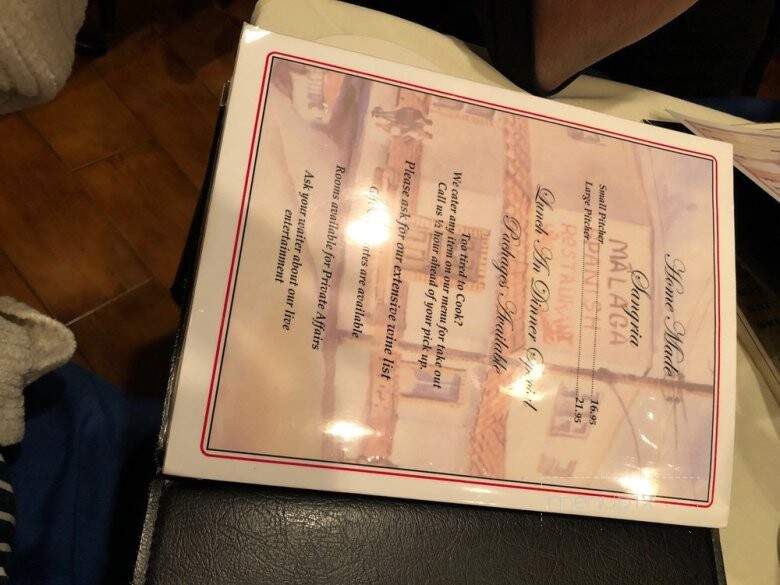 Home Made
Sangria
Small Pitcher 16.95
Large Pitcher 21.95
MALAGA
SPANISH
RESTAURANT
Lunch An Dinner
Packages Available
Too tired to Cook?
We cater any item on our menu for take out
Call us ½ hour ahead of your pick up.
Please ask for our extensive wine list
are available
Rooms available for Private Affairs
Ask your waiter about our live
entertainment